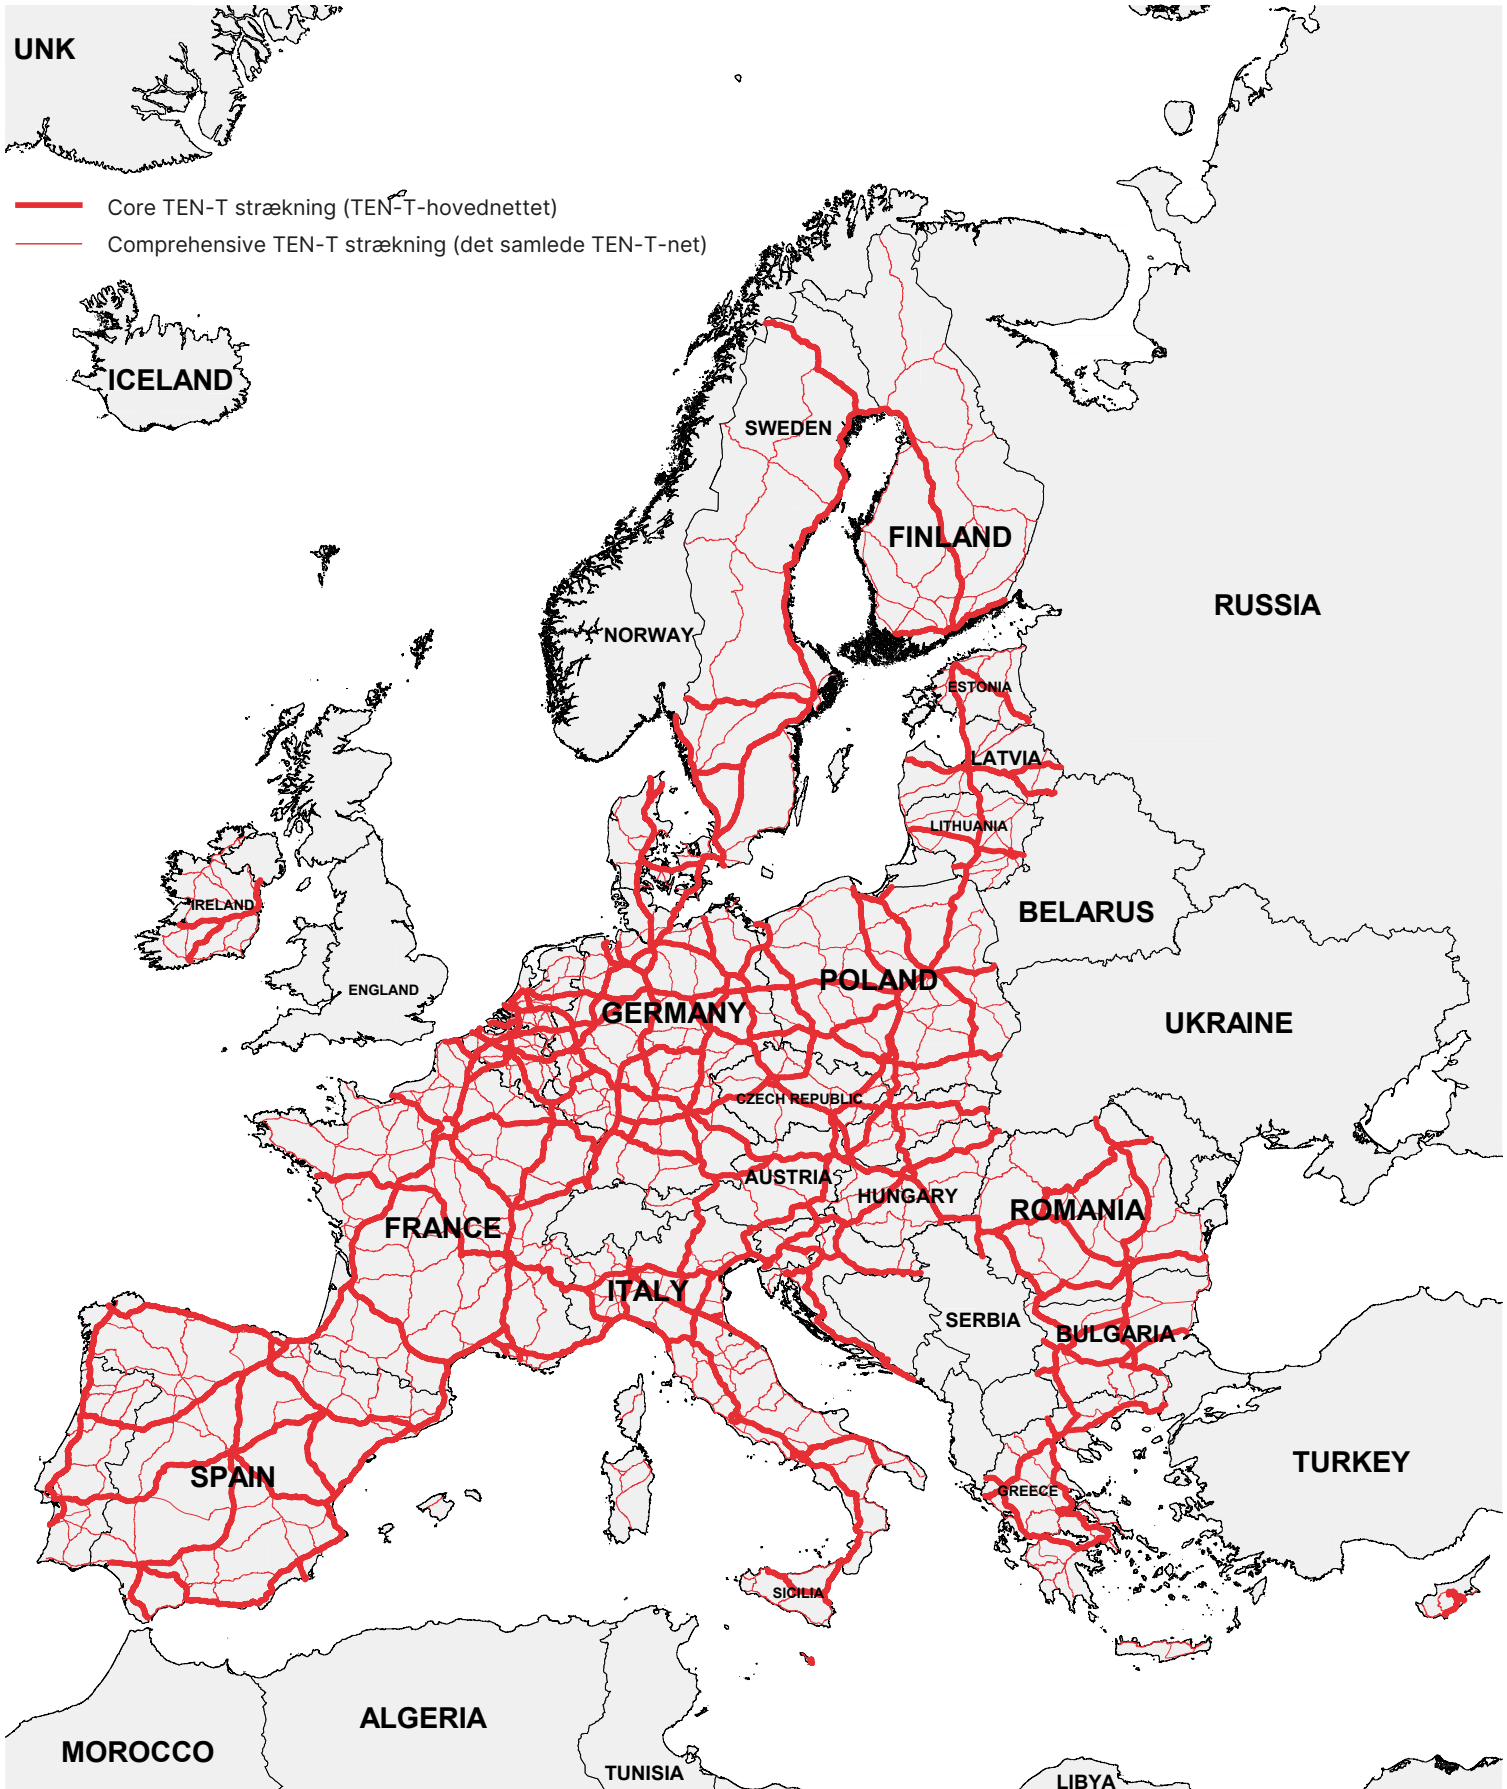 UNK
Core TEN-T strækning (TEN-T-hovednettet)
Comprehensive TEN-T strækning (det samlede TEN-T-net)
ICELAND
SWEDEN
FINLAND
RUSSIA
NORWAY
ESTONIA
LATVIA
LITHUANIA
IRELAND
BELARUS
ENGLAND
POLAND
GERMANY
UKRAINE
CZECH REPUBLIC
AUSTRIA
HUNGARY
ROMANIA
FRANCE
ITALY
SERBIA
BULGARIA
SPAIN
TURKEY
GREECE
SICILIA
ALGERIA
MOROCCO
TUNISIA
LIBYA